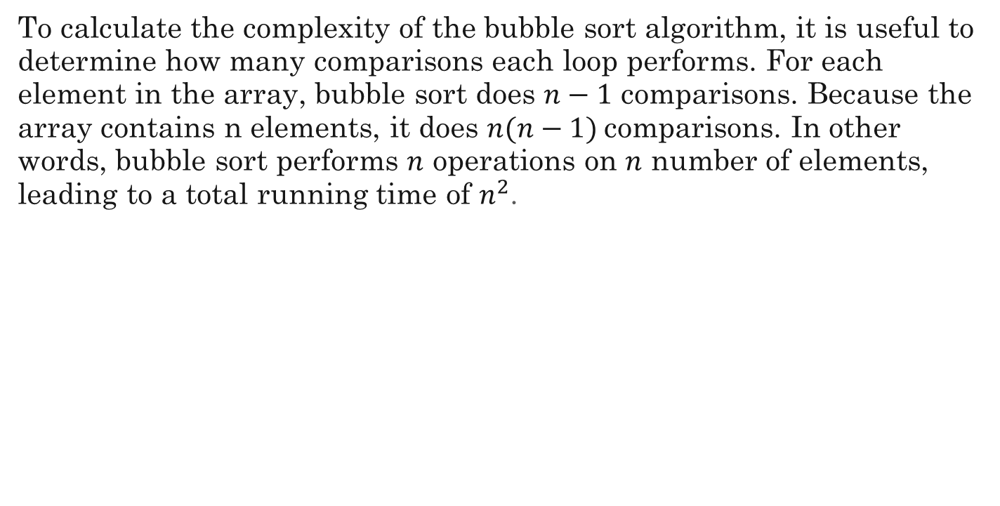 To calculate the complexity of the bubble sort algorithm, it is useful to
determine how many comparisons each loop performs. For each
element in the array, bubble sort does n − 1 comparisons. Because the
array contains n elements, it does n(n − 1) comparisons. In other
words, bubble sort performs n operations on n number of elements,
leading to a total running time of n².